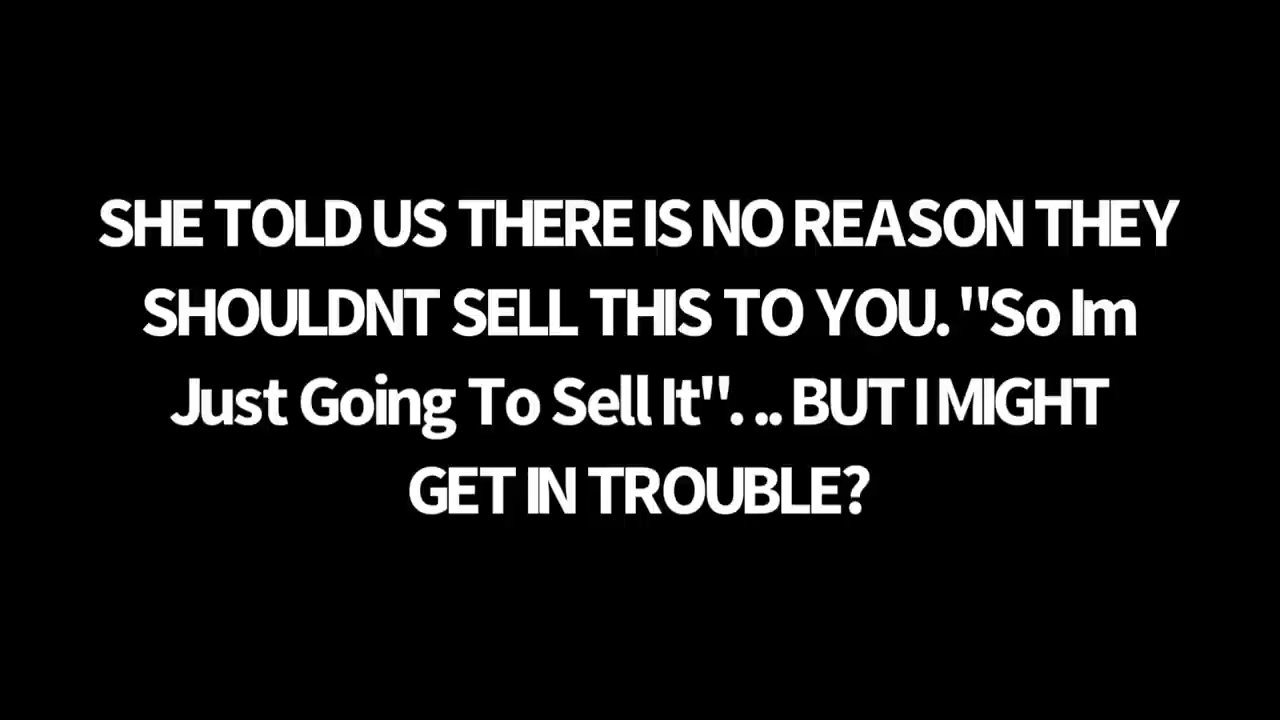 SHE TOLD US THERE IS NO REASON THEY
SHOULDNT SELL THIS TO YOU. "So Im
Just Going To Sell It". .. BUT I MIGHT
GET IN TROUBLE?